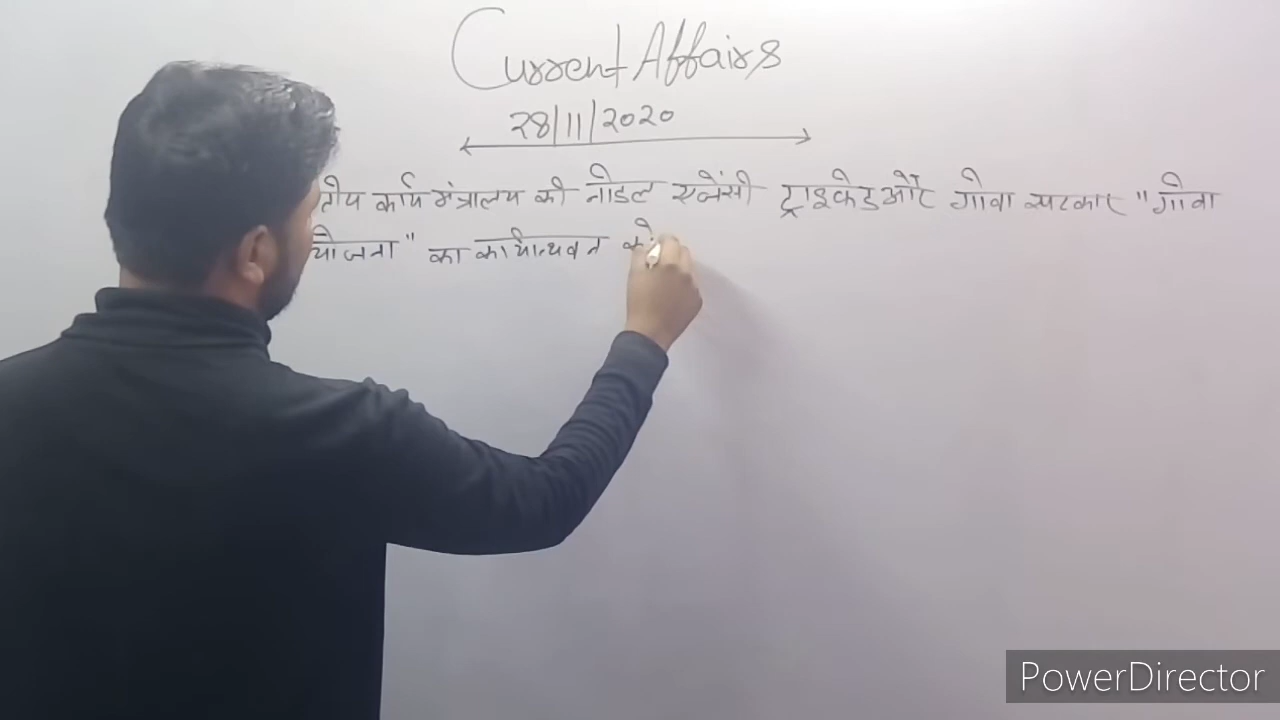 Current Affairs
28/11/2020
तीय कार्य मंत्रालय की नोडल एजेंसी ट्राइफेड और गोवा सरकार "गोवा
योजना" का कार्यान्वयन
PowerDirector